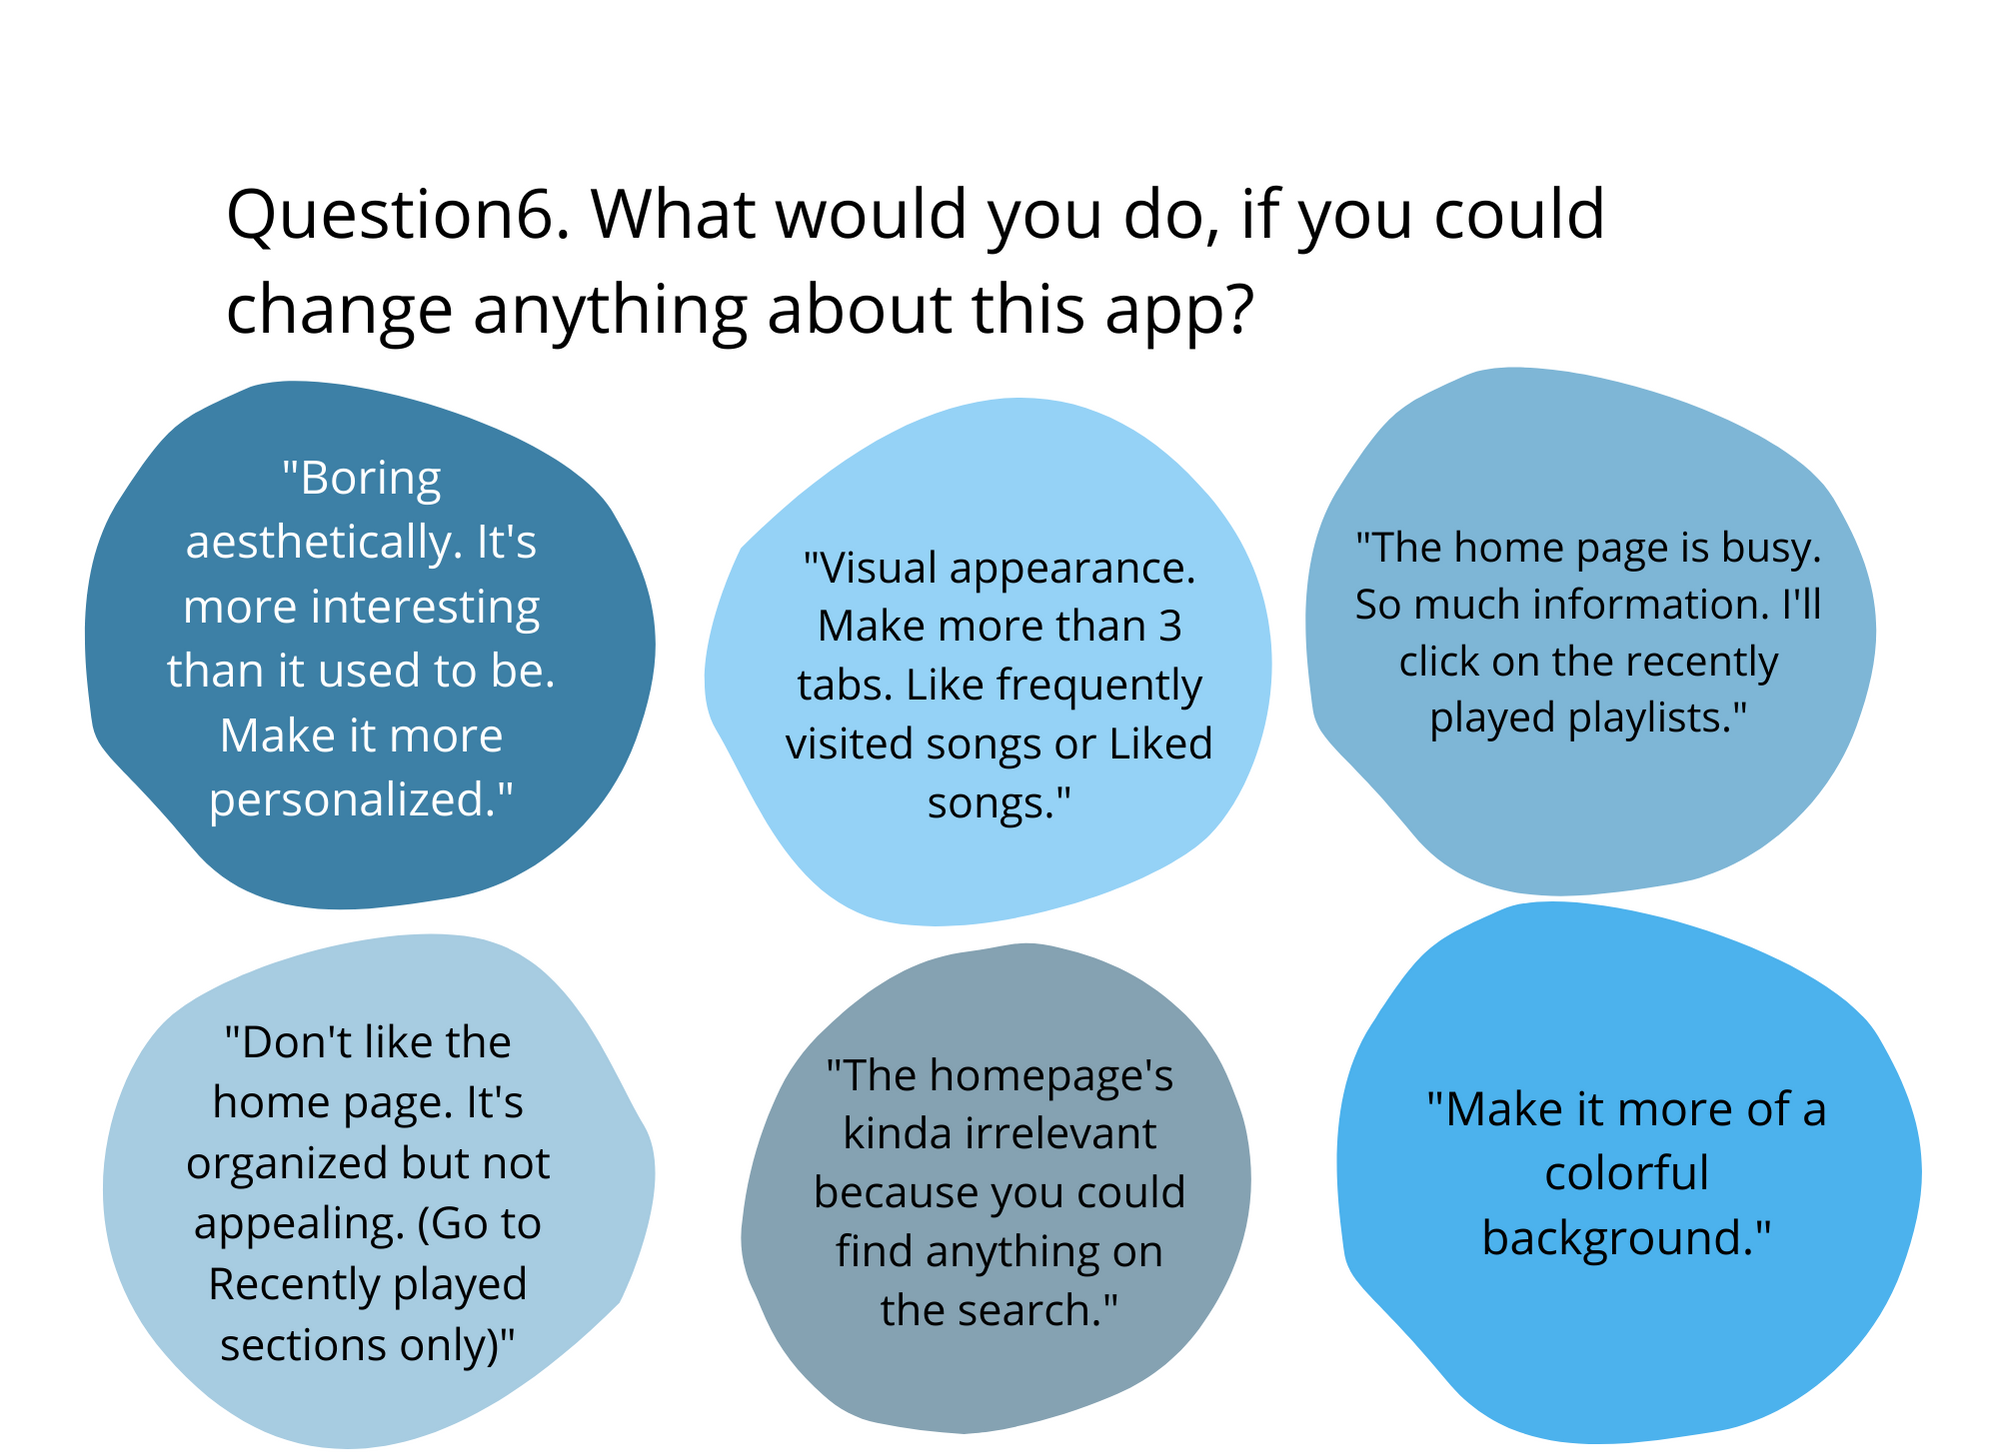 Question6. What would you do, if you could
change anything about this app?
"Boring
aesthetically. It's
more interesting
than it used to be.
Make it more
personalized."
"Visual appearance.
Make more than 3
tabs. Like frequently
visited songs or Liked
songs."
"The home page is busy.
So much information. I'll
click on the recently
played playlists."
"Don't like the
home page. It's
organized but not
appealing. (Go to
Recently played
sections only)"
"The homepage's
kinda irrelevant
because you could
find anything on
the search."
"Make it more of a
colorful
background."